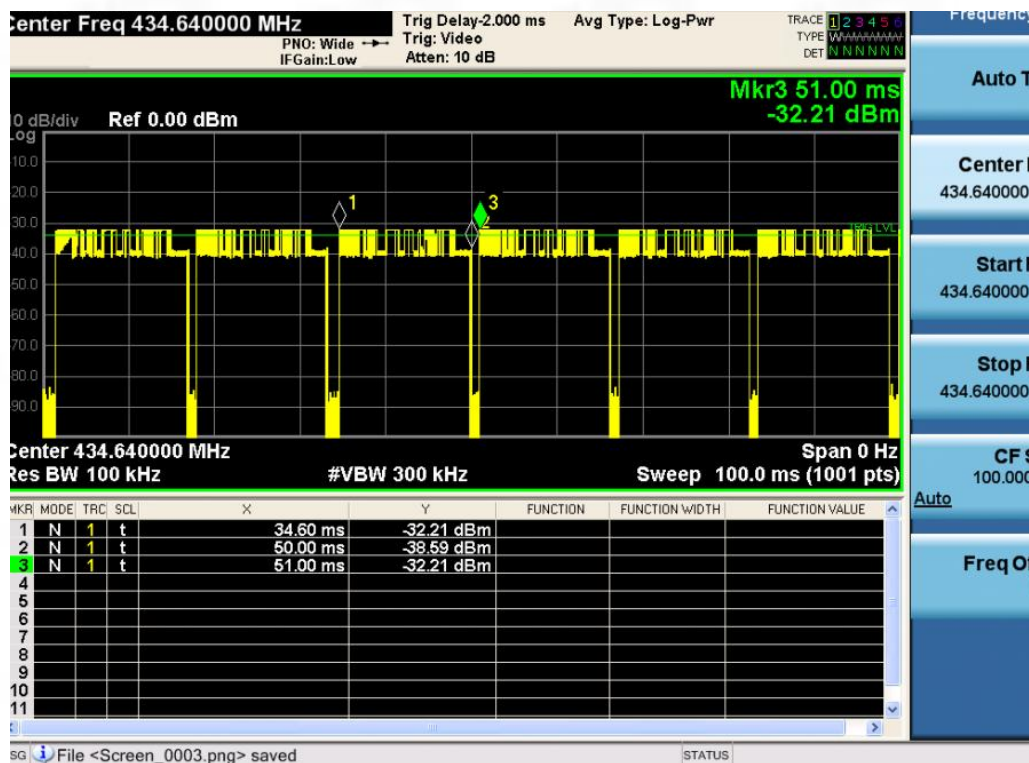 Center Freq 434.640000 MHz
PNO: Wide
IFGain:Low
Trig Delay-2.000 ms
Trig: Video
Atten: 10 dB
Avg Type: Log-Pwr
TRACE 1 2 3 4 5 6
TYPE W
DET N N N N N N
Mkr3 51.00 ms
-32.21 dBm
10 dB/div Ref 0.00 dBm
Log
-10.0
-20.0
-30.0
-40.0
-50.0
-60.0
-70.0
-80.0
-90.0
1
3
2
TRIG LVL
Center 434.640000 MHz
Span 0 Hz
Res BW 100 kHz
#VBW 300 kHz
Sweep 100.0 ms (1001 pts)
MKR MODE TRC SCL X Y FUNCTION FUNCTION WIDTH FUNCTION VALUE
1 N 1 t 34.60 ms -32.21 dBm
2 N 1 t 50.00 ms -38.59 dBm
3 N 1 t 51.00 ms -32.21 dBm
4
5
6
7
8
9
10
11
SG File <Screen_0003.png> saved
STATUS
Frequency
Auto T
Center
434.640000
Start
434.640000
Stop
434.640000
CF S
100.000
Auto
Freq Of